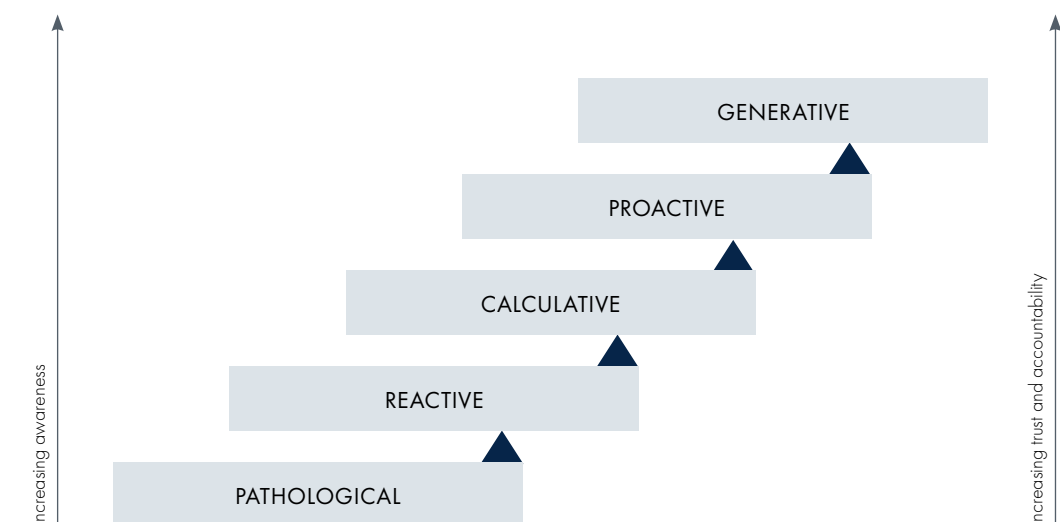 GENERATIVE
PROACTIVE
CALCULATIVE
REACTIVE
PATHOLOGICAL
ncreasing awareness
ncreasing trust and accountability